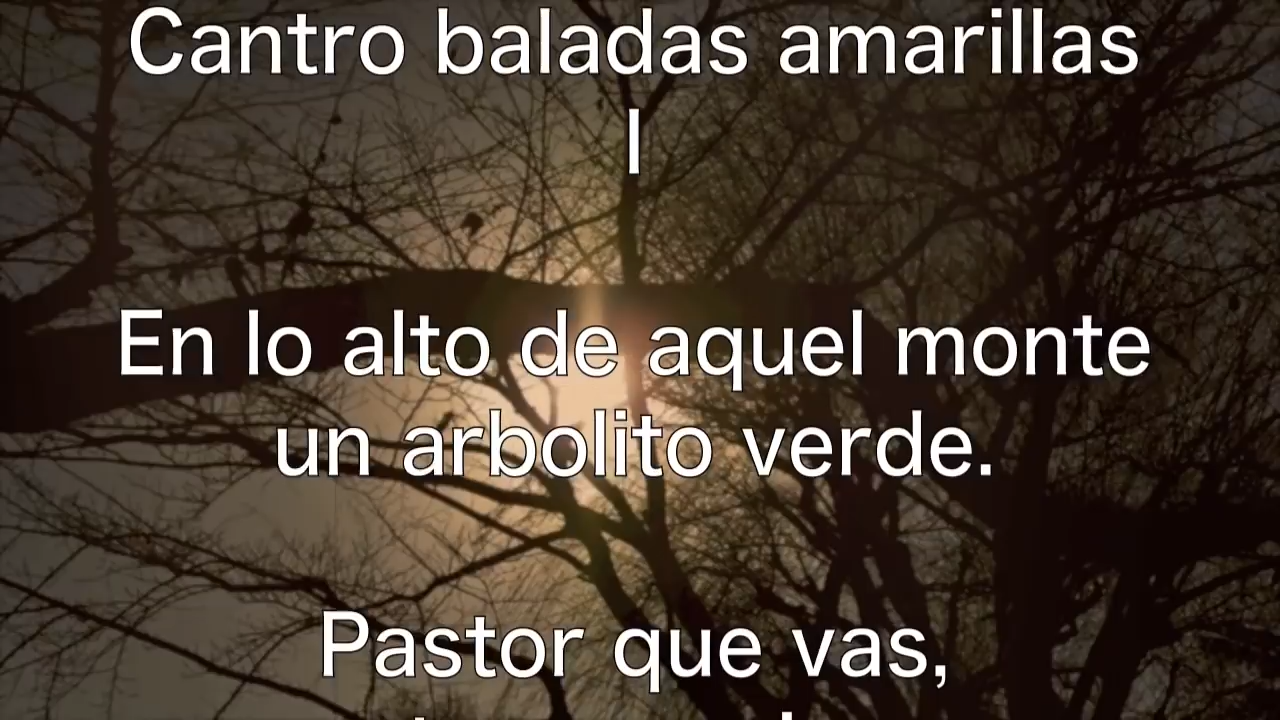 Cantro baladas amarillas
I
En lo alto de aquel monte
un arbolito verde.
Pastor que vas,